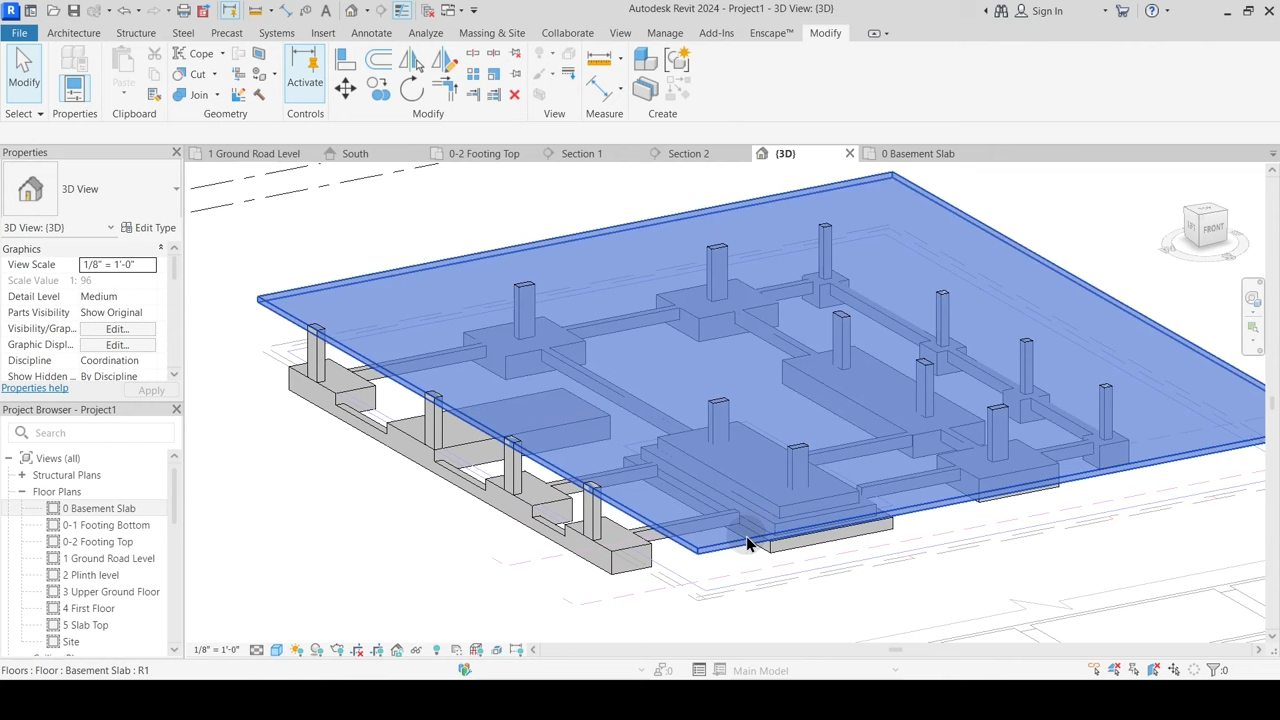 Autodesk Revit 2024 - Project1 - 3D View: {3D}
Sign In
File Architecture Structure Steel Precast Systems Insert Annotate Analyze Massing & Site Collaborate View Manage Add-Ins Enscape™ Modify
Modify
Paste
Cope
Cut
Join
Activate
Select Properties Clipboard Geometry Controls Modify View Measure Create
Properties
1 Ground Road Level South 0-2 Footing Top Section 1 Section 2 (3D) 0 Basement Slab
3D View
3D View: {3D} Edit Type
Graphics
View Scale 1/8" = 1'-0"
Scale Value 1: 96
Detail Level Medium
Parts Visibility Show Original
Visibility/Grap... Edit...
Graphic Displ... Edit...
Discipline Coordination
Show Hidden By Discipline
Properties help Apply
Project Browser - Project1
Search
Views (all)
Structural Plans
Floor Plans
0 Basement Slab
0-1 Footing Bottom
0-2 Footing Top
1 Ground Road Level
2 Plinth level
3 Upper Ground Floor
4 First Floor
5 Slab Top
Site
TOP
FRONT
1/8" = 1'-0"
Floors : Floor : Basement Slab : R1
:0
Main Model
:0